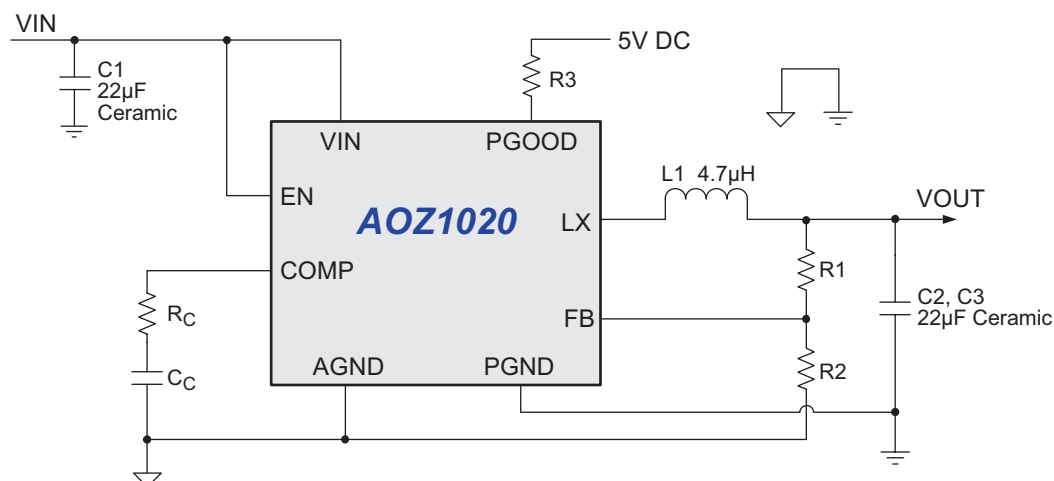 VIN
C1
22µF
Ceramic
5V DC
R3
VIN
PGOOD
EN
AOZ1020
LX
L1 4.7µH
VOUT
COMP
R1
C2, C3
22µF Ceramic
RC
FB
CC
AGND
PGND
R2